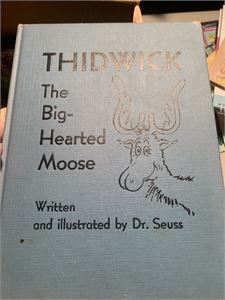 THIDWICK
The
Big-
Hearted
Moose
Written
and illustrated by Dr. Seuss